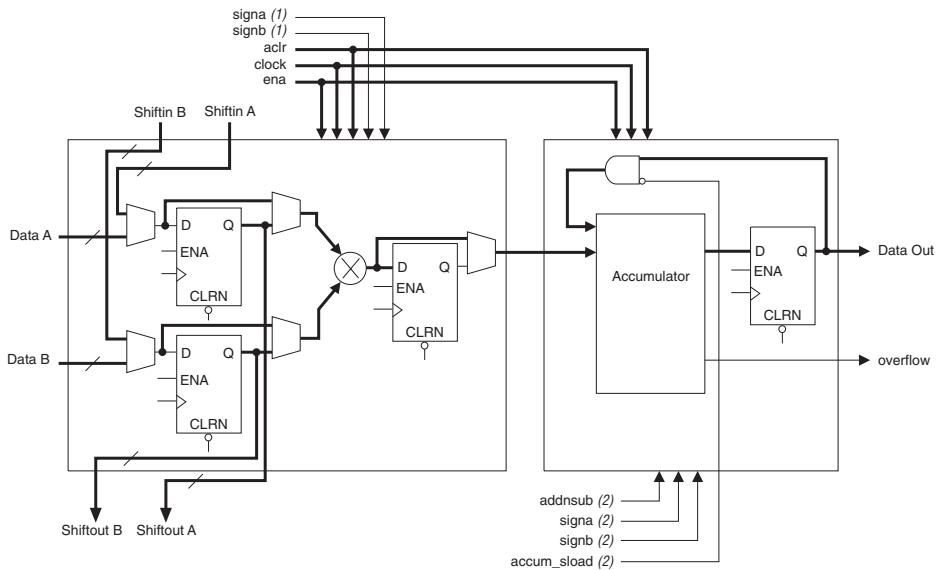 signa (1)
signb (1)
aclr
clock
ena
Shiftin B
Shiftin A
Data A
D Q
ENA
CLRN
Data B
D Q
ENA
CLRN
D Q
ENA
CLRN
Accumulator
D Q
ENA
CLRN
Data Out
overflow
Shiftout B
Shiftout A
addnsub (2)
signa (2)
signb (2)
accum_sload (2)